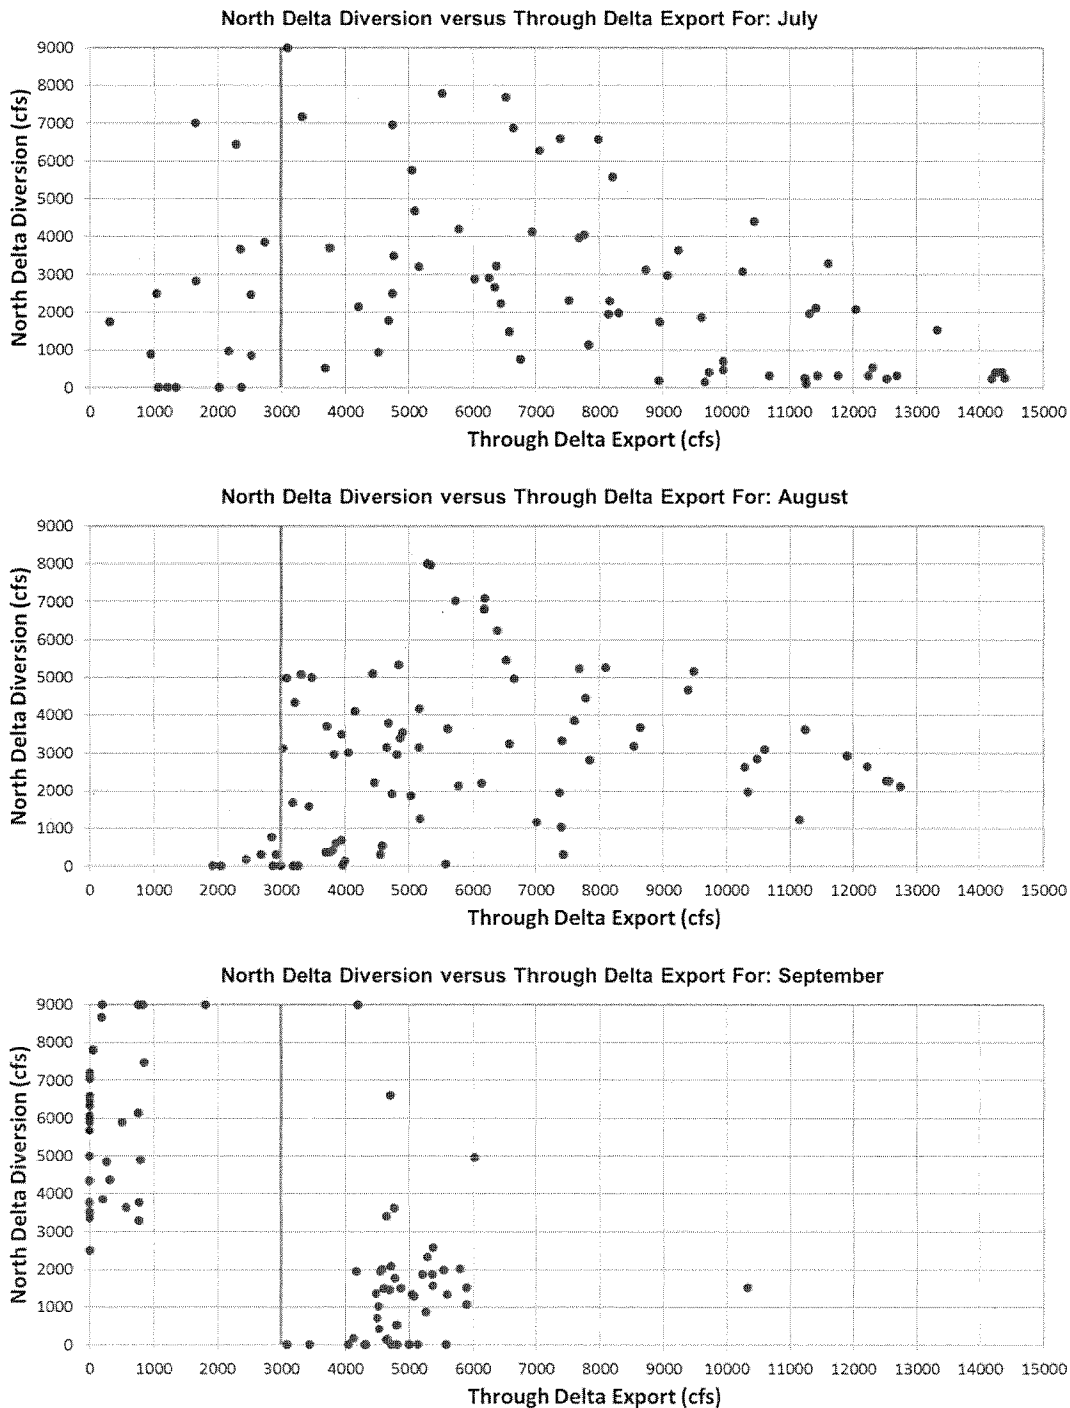 North Delta Diversion versus Through Delta Export For: July
North Delta Diversion (cfs)
9000
8000
7000
6000
5000
4000
3000
2000
1000
0
0 1000 2000 3000 4000 5000 6000 7000 8000 9000 10000 11000 12000 13000 14000 15000
Through Delta Export (cfs)
North Delta Diversion versus Through Delta Export For: August
North Delta Diversion (cfs)
9000
8000
7000
6000
5000
4000
3000
2000
1000
0
0 1000 2000 3000 4000 5000 6000 7000 8000 9000 10000 11000 12000 13000 14000 15000
Through Delta Export (cfs)
North Delta Diversion versus Through Delta Export For: September
North Delta Diversion (cfs)
9000
8000
7000
6000
5000
4000
3000
2000
1000
0
0 1000 2000 3000 4000 5000 6000 7000 8000 9000 10000 11000 12000 13000 14000 15000
Through Delta Export (cfs)